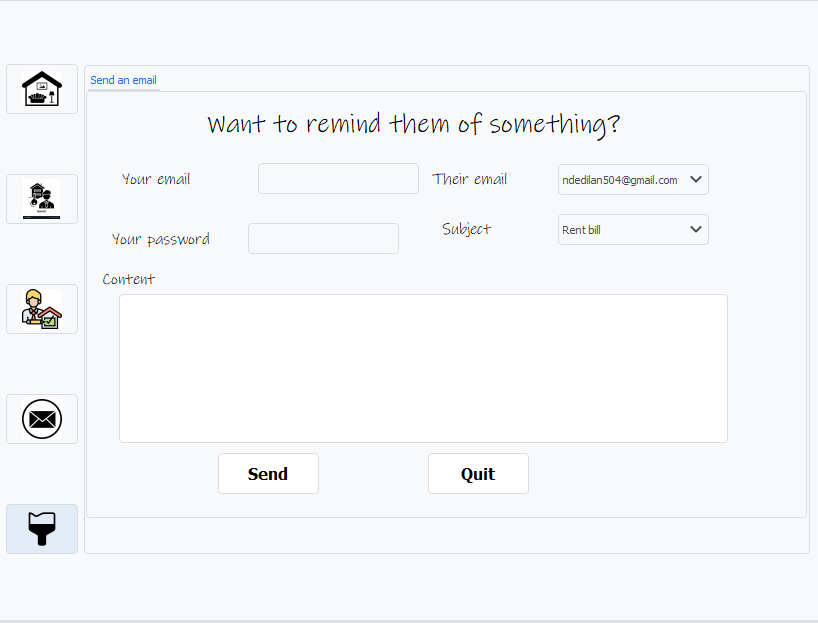 Send an email
Want to remind them of something?
Your email
Their email
ndedilan504@gmail.com
Your password
Subject
Rent bill
Content
Send
Quit